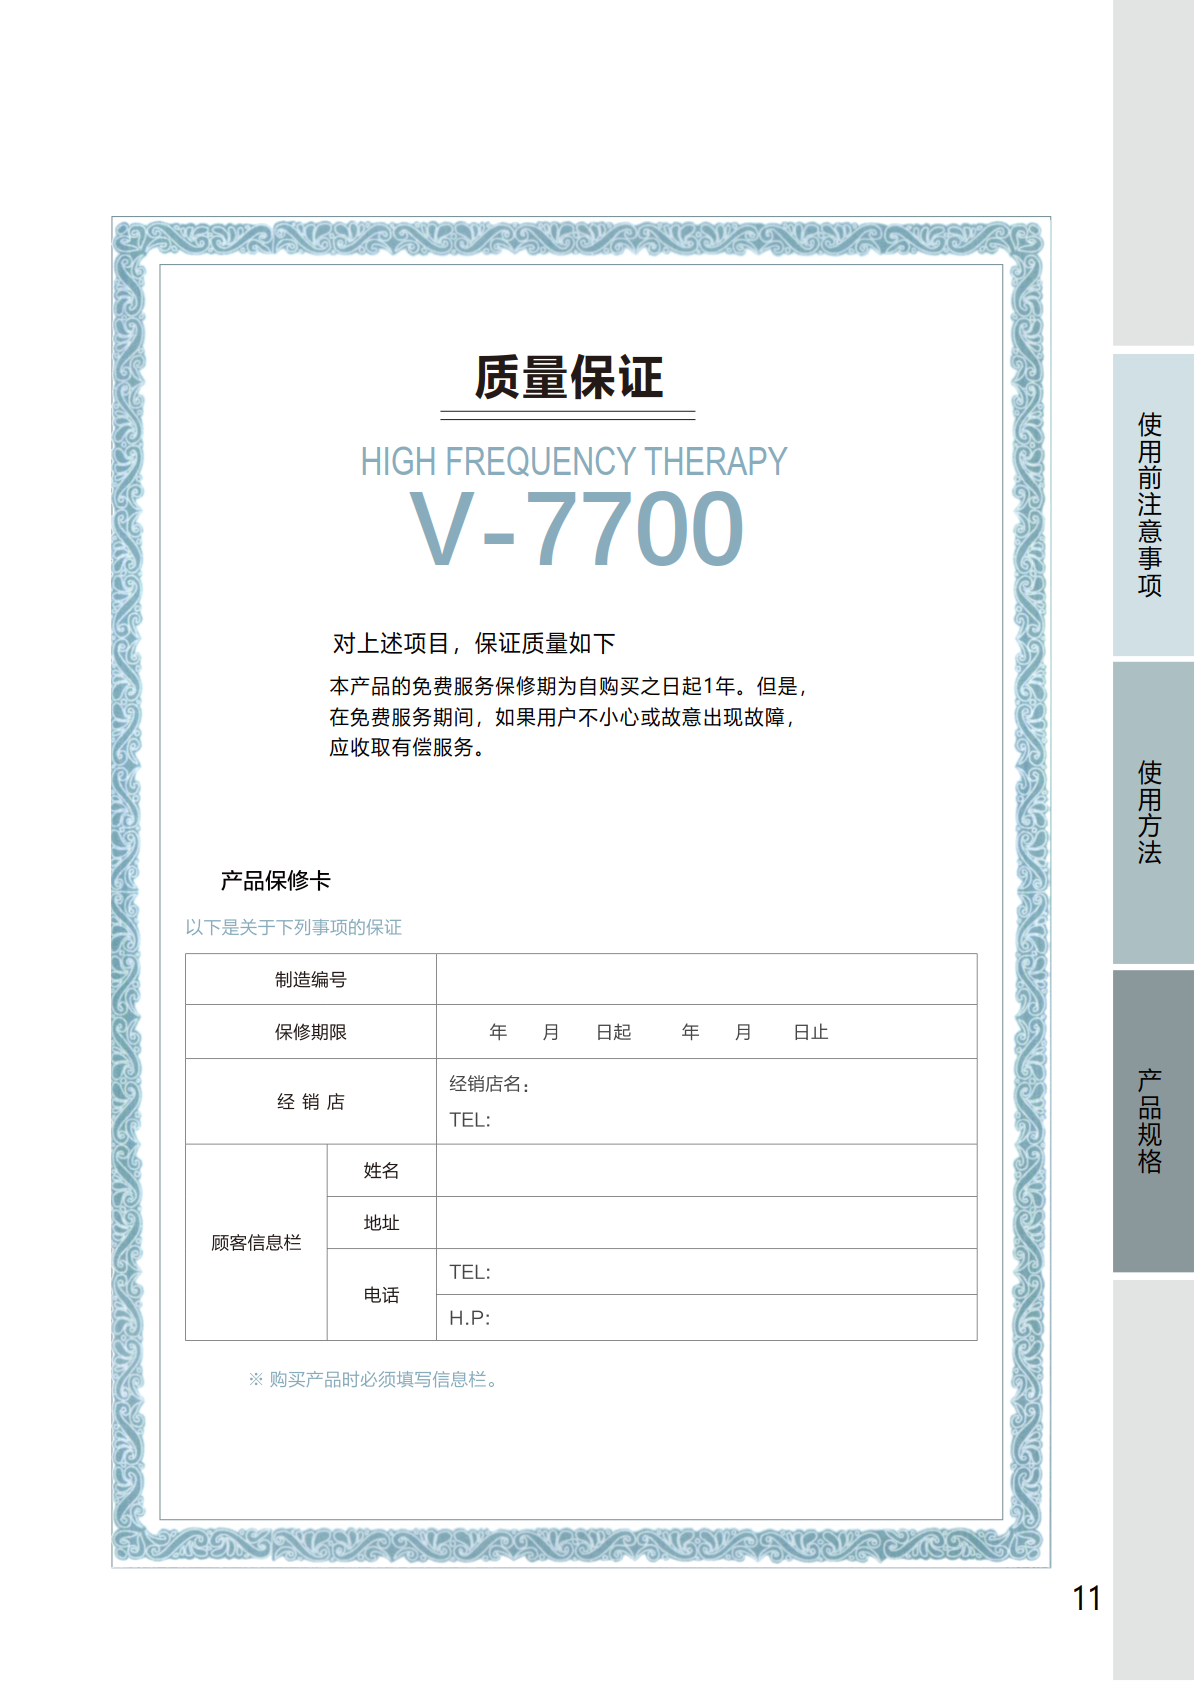 质量保证
HIGH FREQUENCY THERAPY
V-7700
对上述项目，保证质量如下
本产品的免费服务保修期为自购买之日起1年。但是，
在免费服务期间，如果用户不小心或故意出现故障，
应收取有偿服务。
产品保修卡
以下是关于下列事项的保证
制造编号
保修期限 年 月 日起 年 月 日止
经 销 店
经销店名：
TEL:
顾客信息栏
姓名
地址
电话
TEL:
H.P:
※ 购买产品时必须填写信息栏。
使用前注意事项
使用方法
产品规格
11